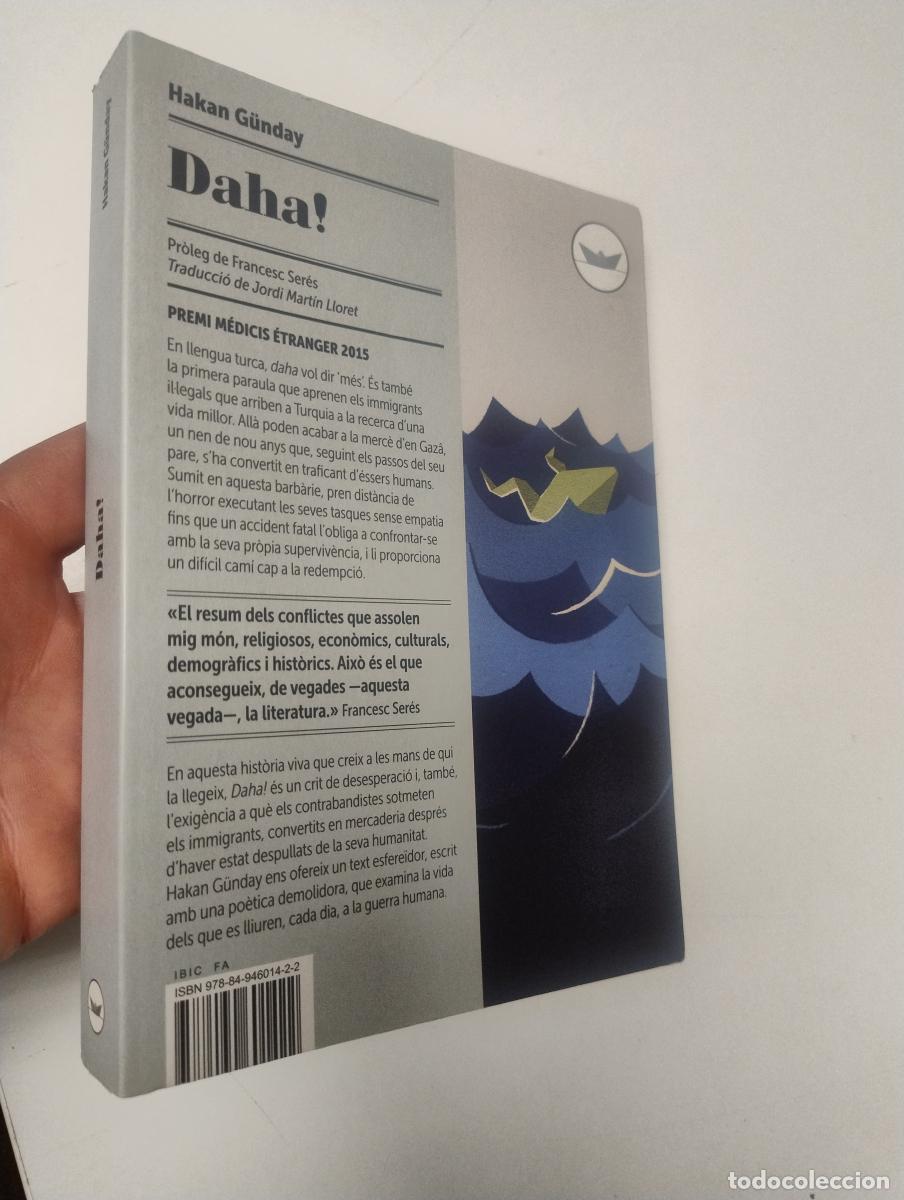 Hakan Günday
Daha!
Pròleg de Francesc Serés
Traducció de Jordi Martín Lloret
PREMI MÉDICIS ÉTRANGER 2015
En llengua turca, daha vol dir ‘més’. És també
la primera paraula que aprenen els immigrants
il·legals que arriben a Turquia a la recerca d’una
vida millor. Allà poden acabar a la mercè d’en Gazâ,
un nen de nou anys que, seguint els passos del seu
pare, s’ha convertit en traficant d’éssers humans.
Sumit en aquesta barbàrie, pren distància de
l’horror executant les seves tasques sense empatia
fins que un accident fatal l’obliga a confrontar-se
amb la seva pròpia supervivència, i li proporciona
un difícil camí cap a la redempció.
«El resum dels conflictes que assolen
mig món, religiosos, econòmics, culturals,
demogràfics i històrics. Això és el que
aconsegueix, de vegades —aquesta
vegada—, la literatura.» Francesc Serés
En aquesta història viva que creix a les mans de qui
la llegeix, Daha! és un crit de desesperació i, també,
l’exigència a què els contrabandistes sotmeten
els immigrants, convertits en mercaderia després
d’haver estat despullats de la seva humanitat.
Hakan Günday ens ofereix un text esfereïdor, escrit
amb una poètica demolidora, que examina la vida
dels que es lliuren, cada dia, a la guerra humana.
IBIC FA
ISBN 978-84-946014-2-2
Hakan Günday
Daha!
todocoleccion